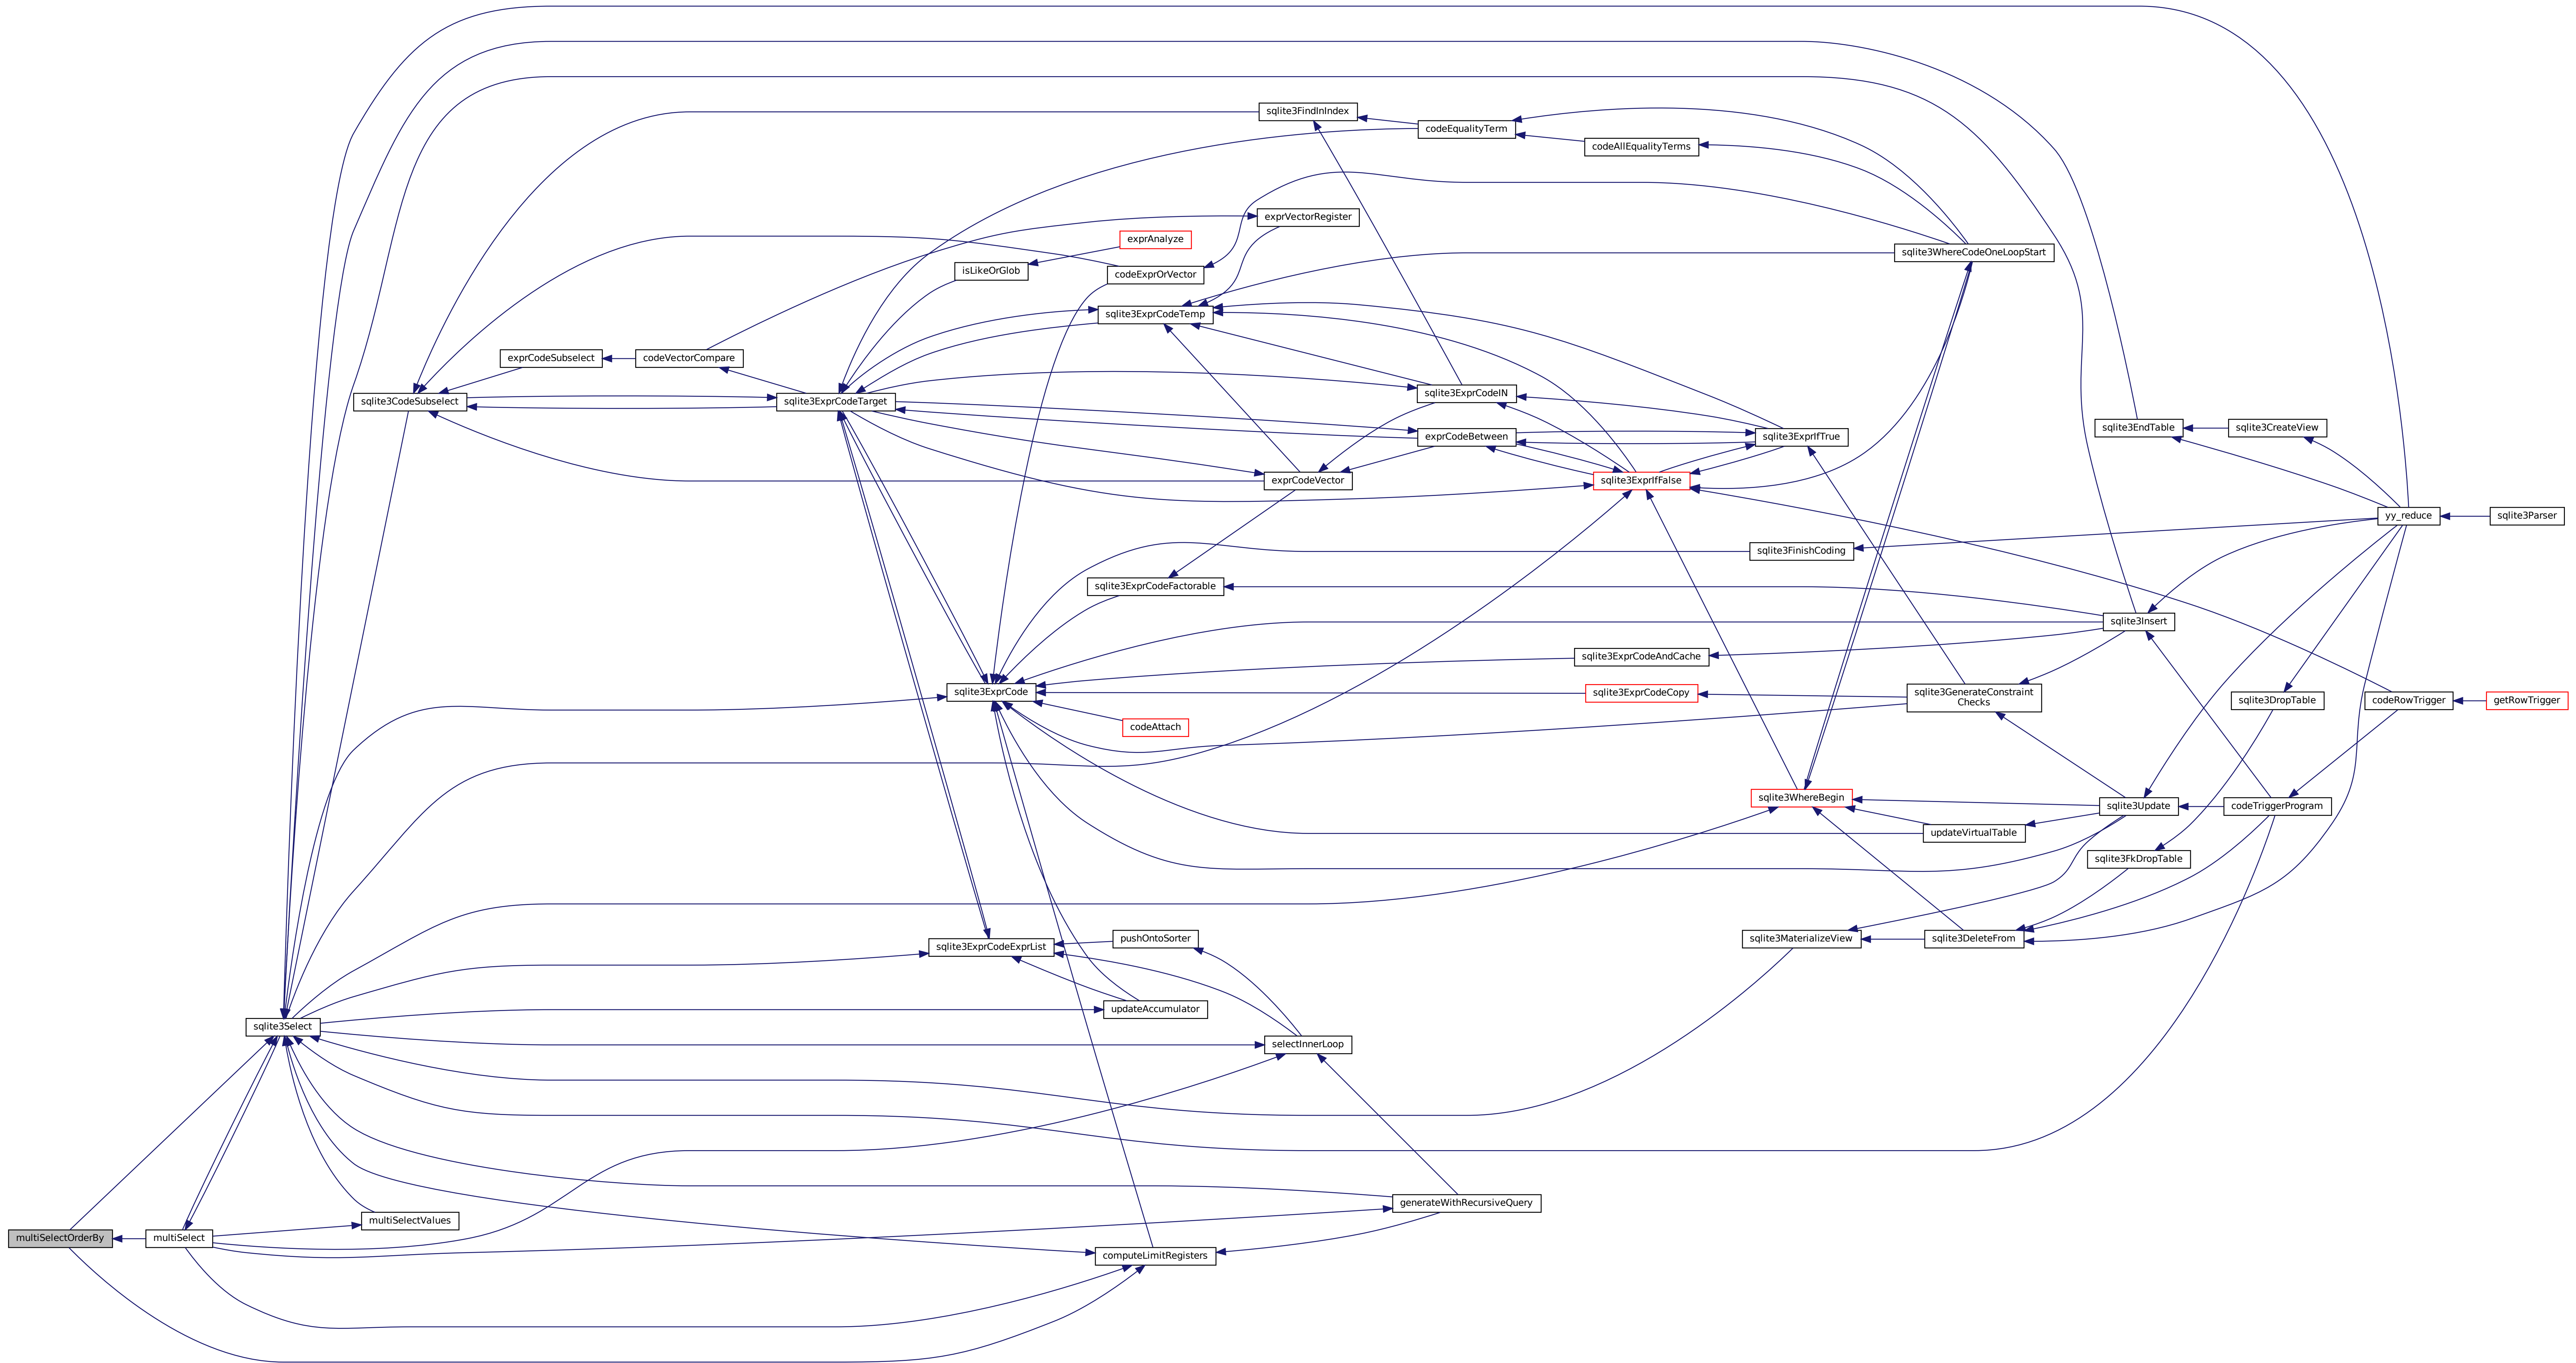 sqlite3FindInIndex
codeEqualityTerm
codeAllEqualityTerms
exprVectorRegister
exprAnalyze
sqlite3WhereCodeOneLoopStart
isLikeOrGlob
codeExprOrVector
sqlite3ExprCodeTemp
exprCodeSubselect
codeVectorCompare
sqlite3CodeSubselect
sqlite3ExprCodeTarget
sqlite3ExprCodeIN
exprCodeBetween
sqlite3ExprIfTrue
sqlite3EndTable
sqlite3CreateView
exprCodeVector
sqlite3ExprIfFalse
yy_reduce
sqlite3Parser
sqlite3FinishCoding
sqlite3ExprCodeFactorable
sqlite3Insert
sqlite3ExprCodeAndCache
sqlite3ExprCode
sqlite3ExprCodeCopy
sqlite3GenerateConstraint
Checks
sqlite3DropTable
codeRowTrigger
getRowTrigger
codeAttach
sqlite3WhereBegin
sqlite3Update
codeTriggerProgram
updateVirtualTable
sqlite3FkDropTable
sqlite3ExprCodeExprList
pushOntoSorter
sqlite3MaterializeView
sqlite3DeleteFrom
updateAccumulator
sqlite3Select
selectInnerLoop
generateWithRecursiveQuery
multiSelectValues
multiSelectOrderBy
multiSelect
computeLimitRegisters